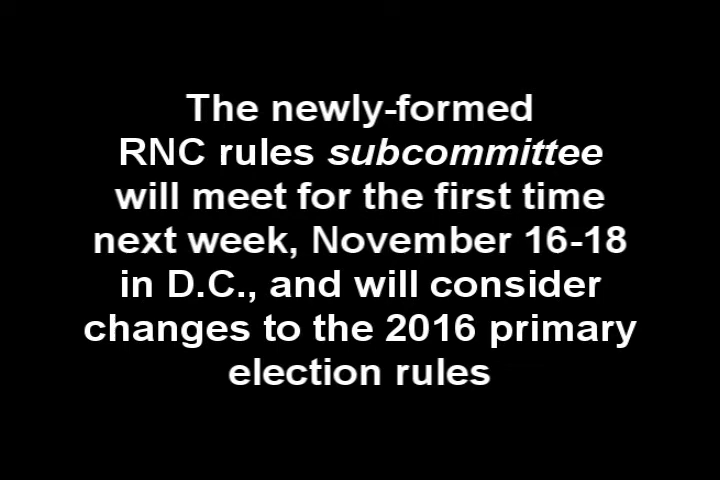 The newly-formed
RNC rules subcommittee
will meet for the first time
next week, November 16-18
in D.C., and will consider
changes to the 2016 primary
election rules